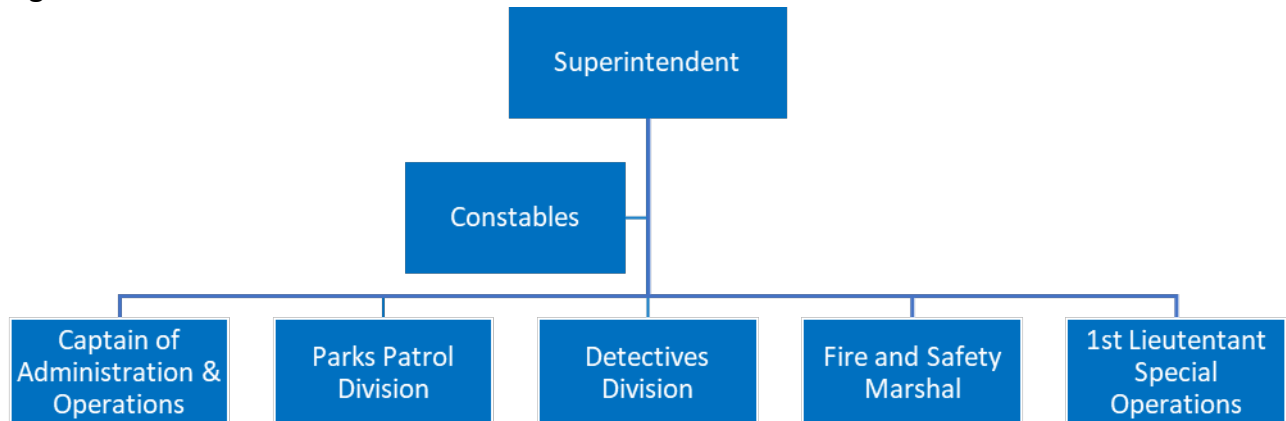 Superintendent
Constables
Captain of
Administration &
Operations
Parks Patrol
Division
Detectives
Division
Fire and Safety
Marshal
1st Lieutentant
Special
Operations